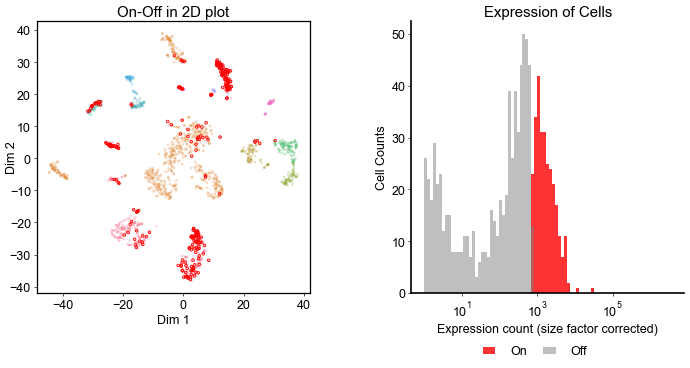 On-Off in 2D plot
40
30
20
10
0
−10
−20
−30
−40
Dim 2
−40 −20 0 20 40
Dim 1
Expression of Cells
50
40
30
20
10
0
Cell Counts
10^1 10^3 10^5
Expression count (size factor corrected)
On Off